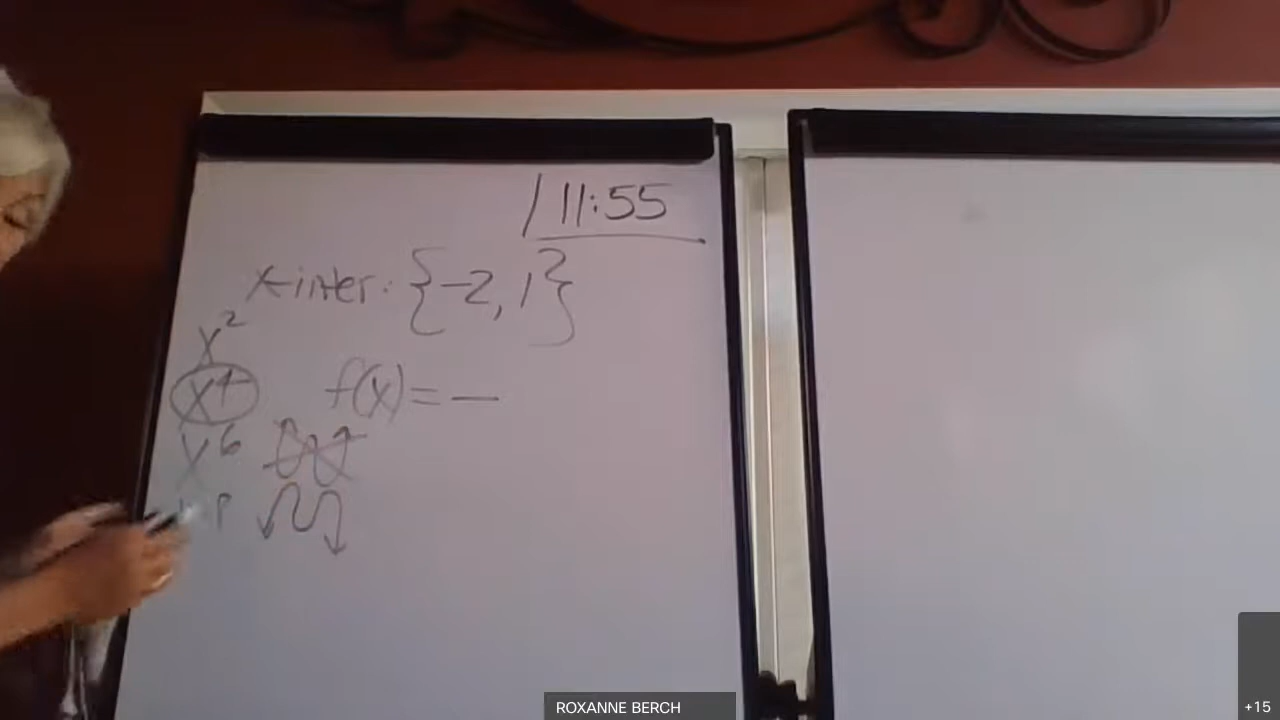 11:55
x-inter: {-2, 1}
x²
x⁴ f(x) = —
x⁶
ROXANNE BERCH
+15